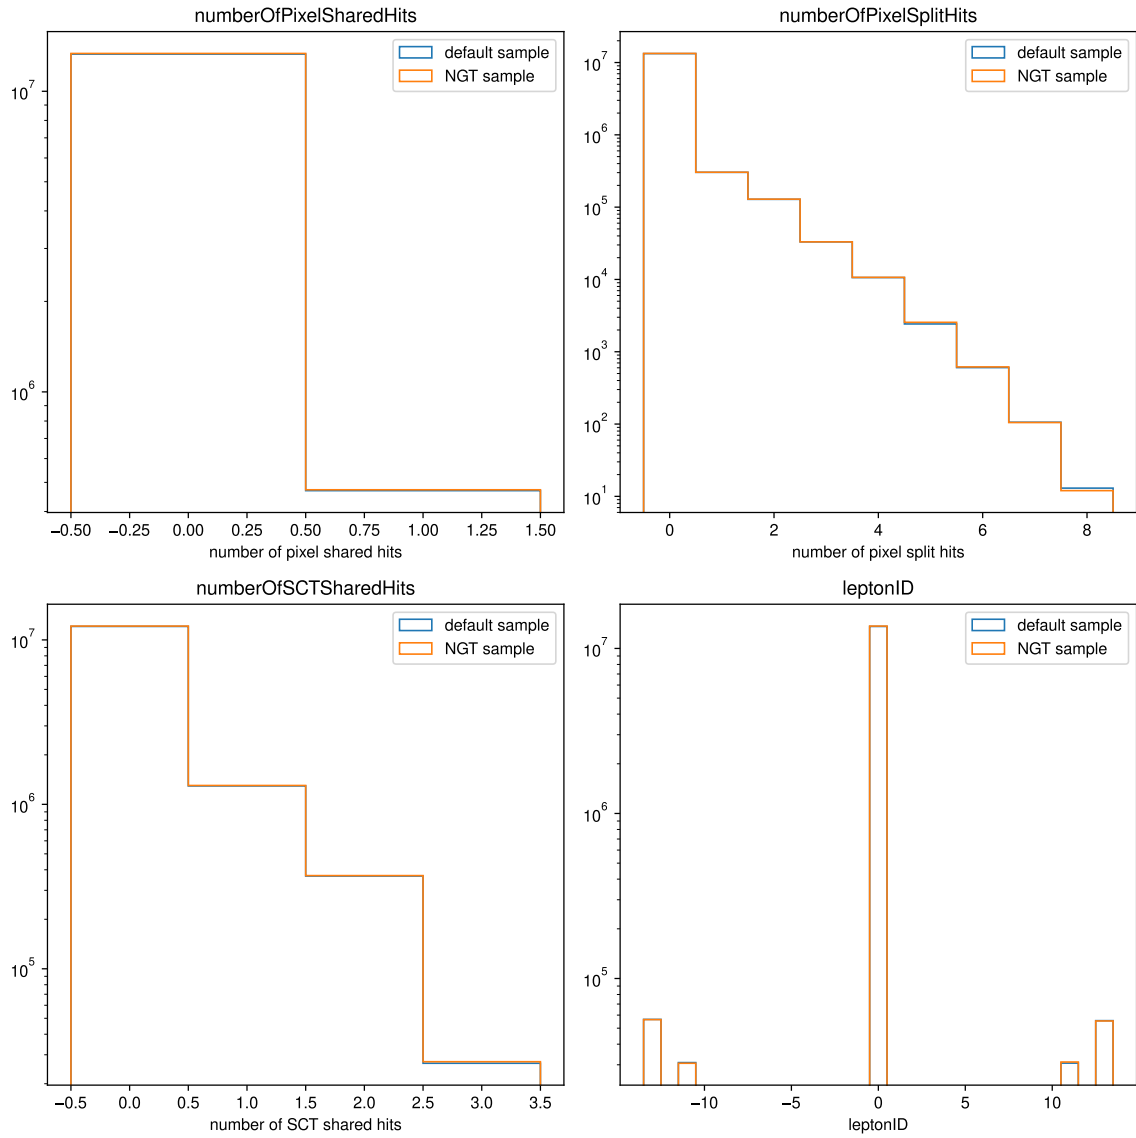 numberOfPixelSharedHits
default sample
NGT sample
10^7
10^6
−0.50 −0.25 0.00 0.25 0.50 0.75 1.00 1.25 1.50
number of pixel shared hits
numberOfPixelSplitHits
default sample
NGT sample
10^7
10^6
10^5
10^4
10^3
10^2
10^1
0 2 4 6 8
number of pixel split hits
numberOfSCTSharedHits
default sample
NGT sample
10^7
10^6
10^5
−0.5 0.0 0.5 1.0 1.5 2.0 2.5 3.0 3.5
number of SCT shared hits
leptonID
default sample
NGT sample
10^7
10^6
10^5
−10 −5 0 5 10
leptonID